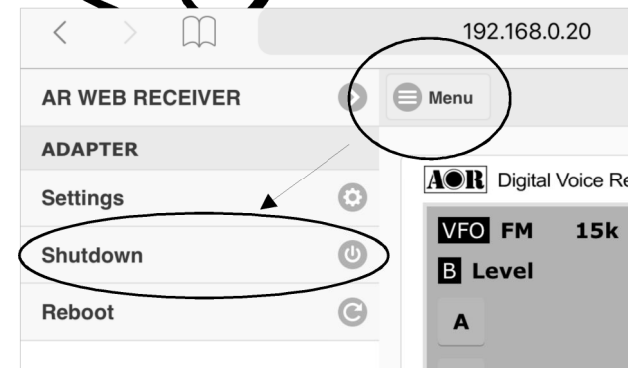 192.168.0.20
AR WEB RECEIVER
Menu
ADAPTER
Settings
AOR Digital Voice Re
VFO FM 15k
Shutdown
B Level
Reboot
A